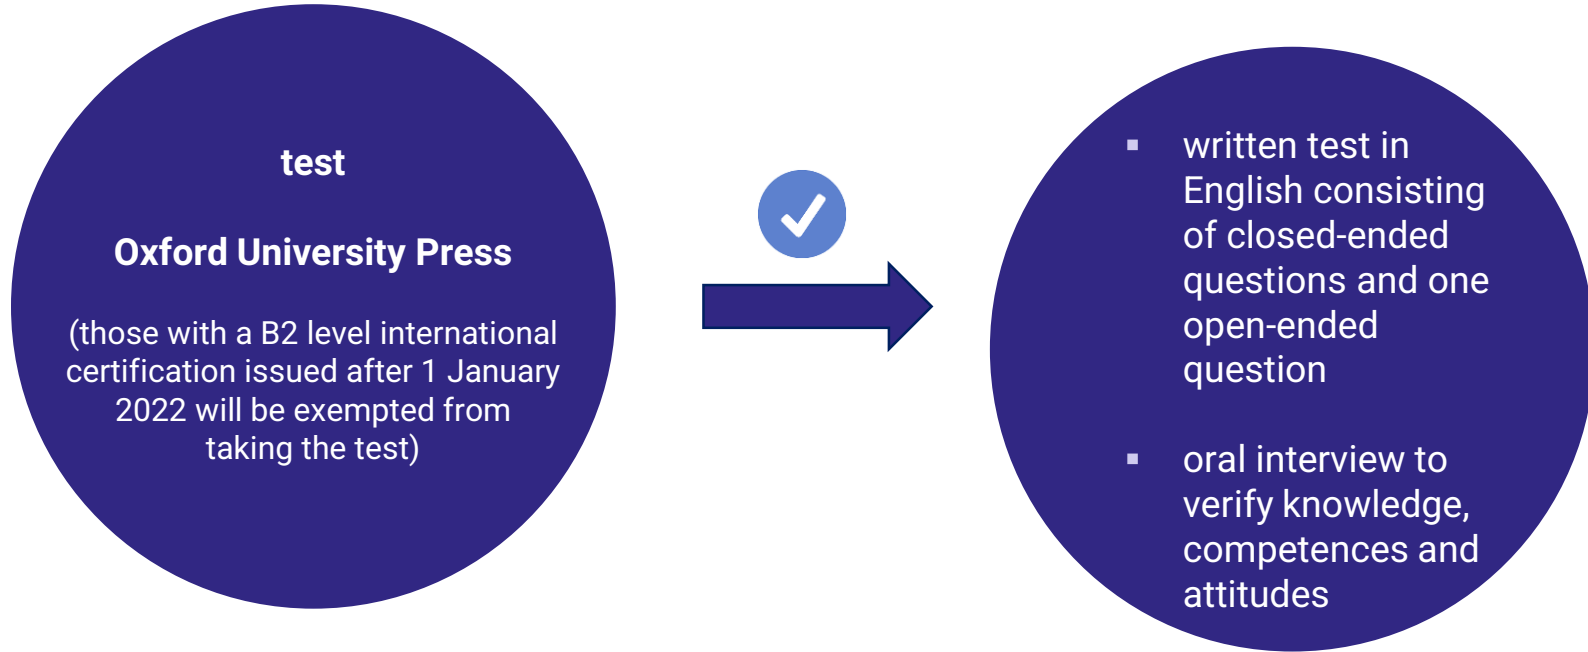 test
Oxford University Press
(those with a B2 level international
certification issued after 1 January
2022 will be exempted from
taking the test)
▪ written test in
English consisting
of closed-ended
questions and one
open-ended
question
▪ oral interview to
verify knowledge,
competences and
attitudes